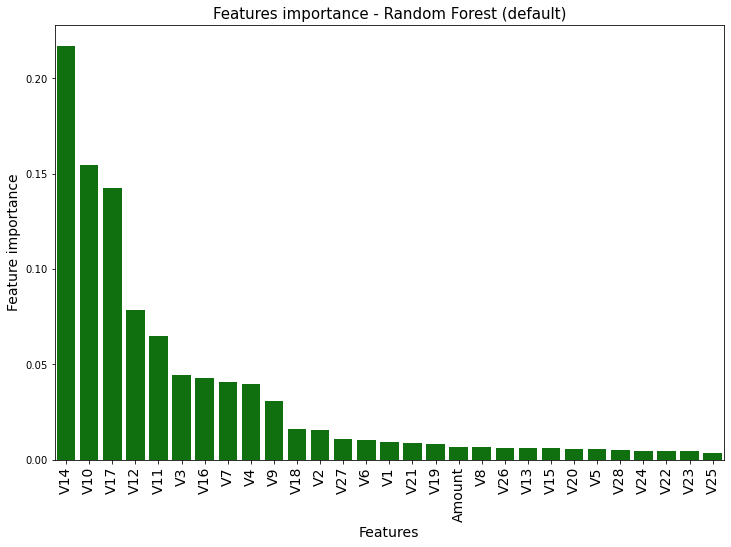 Features importance - Random Forest (default)
Feature importance
0.20
0.15
0.10
0.05
0.00
V14
V10
V17
V12
V11
V3
V16
V7
V4
V9
V18
V2
V27
V6
V1
V21
V19
Amount
V8
V26
V13
V15
V20
V5
V28
V24
V22
V23
V25
Features